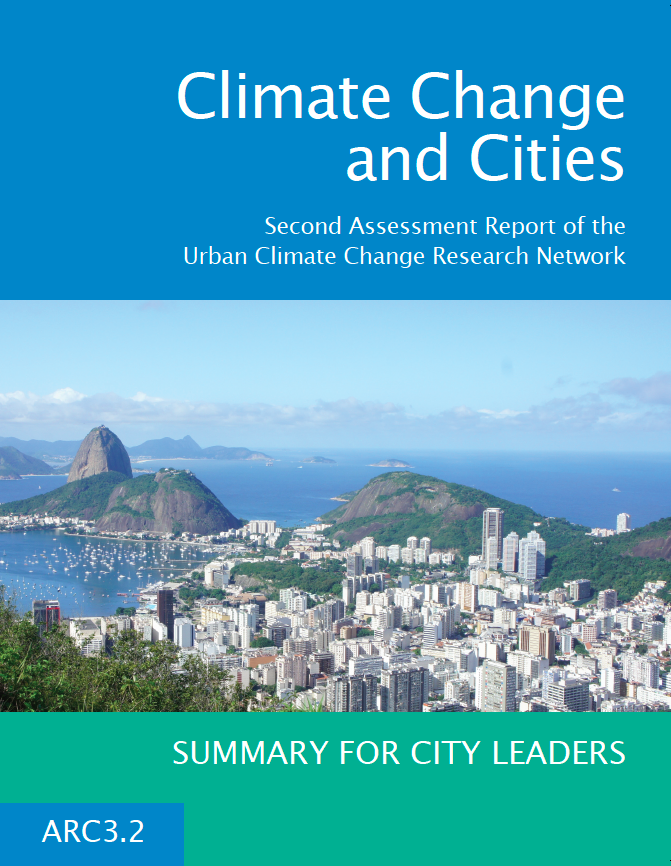 Climate Change
and Cities
Second Assessment Report of the
Urban Climate Change Research Network
SUMMARY FOR CITY LEADERS
ARC3.2